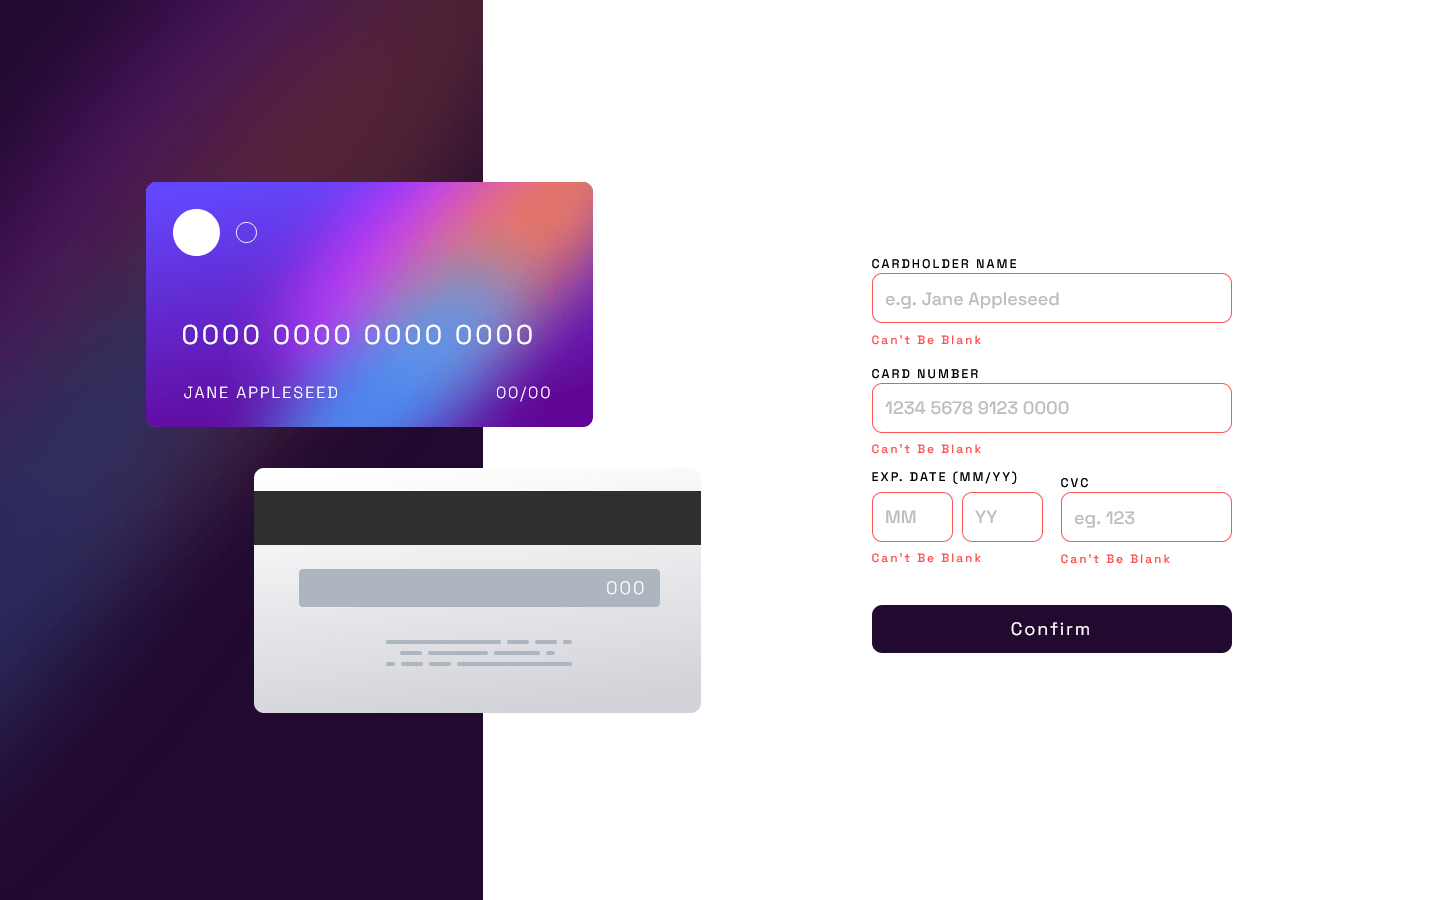 0000 0000 0000 0000
JANE APPLESEED 00/00
000
CARDHOLDER NAME
e.g. Jane Appleseed
Can't Be Blank
CARD NUMBER
1234 5678 9123 0000
Can't Be Blank
EXP. DATE (MM/YY) CVC
MM YY eg. 123
Can't Be Blank Can't Be Blank
Confirm